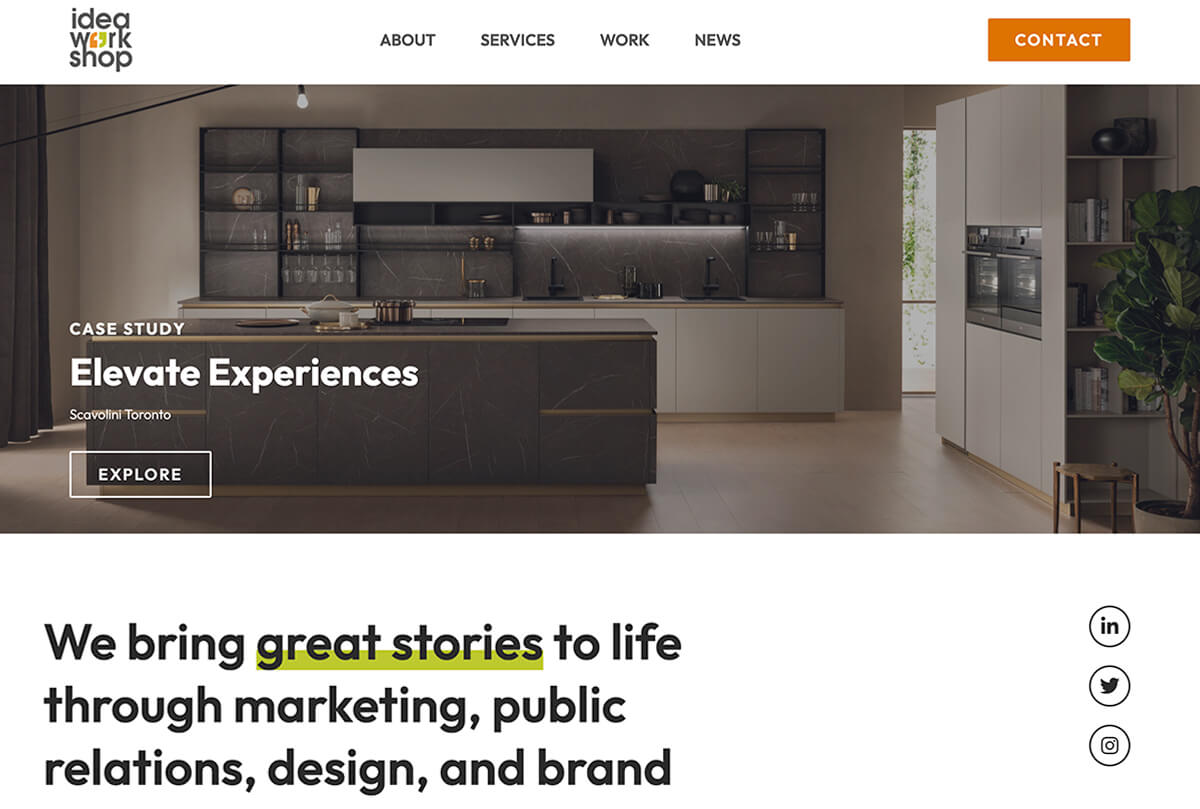 idea
work
shop
ABOUT SERVICES WORK NEWS
CONTACT
CASE STUDY
Elevate Experiences
Scavolini Toronto
EXPLORE
We bring great stories to life
through marketing, public
relations, design, and brand
in